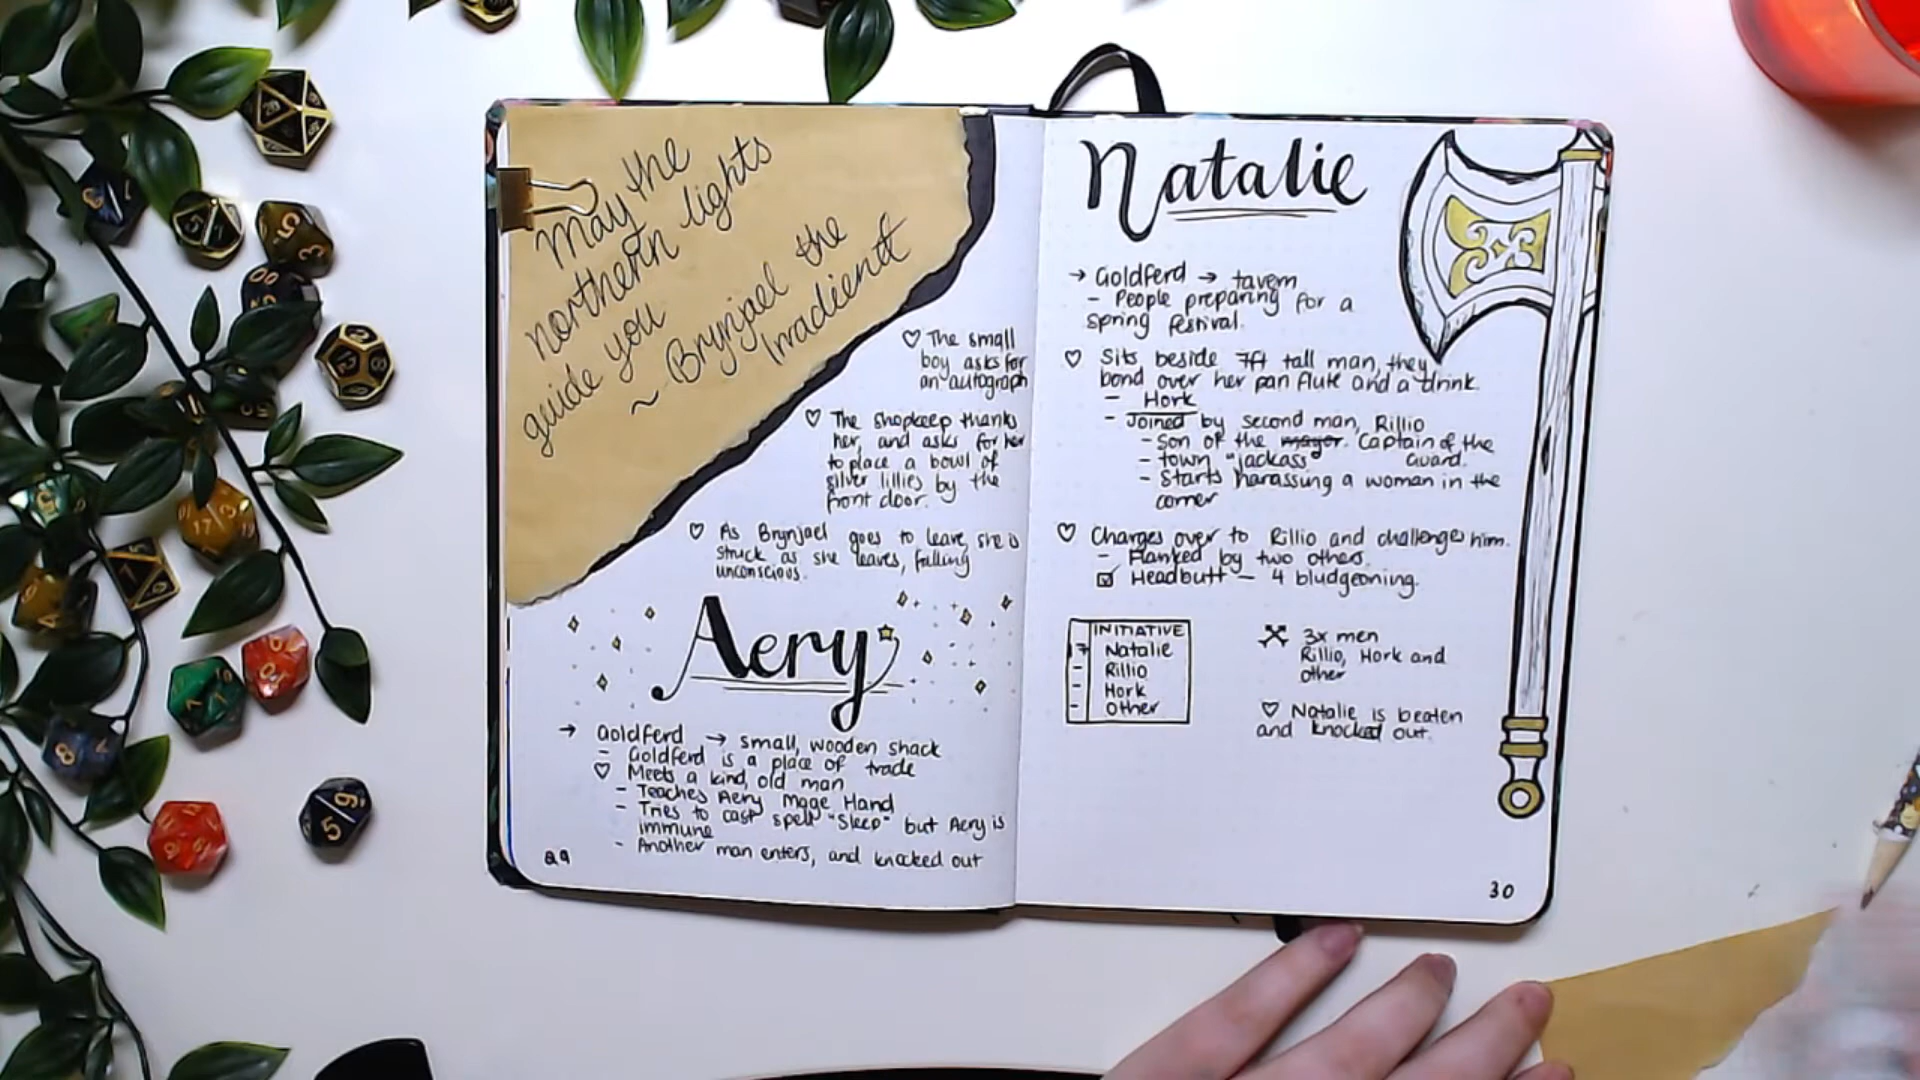 May the
northern lights
guide you
~ Brynjael the
Irradient
♡ The small
boy asks for
an autograph
♡ The shopkeep thanks
her, and asks for her
to place a bowl of
silver lillies by the
front door.
♡ As Brynjael goes to leave, she is
struck as she leaves, falling
unconscious.
Aery
→ Goldferd → small, wooden shack
- Goldferd is a place of trade
♡ Meets a kind, old man
- Teaches Aery Mage Hand
- Tries to cast spell "Sleep" but Aery is
immune
- Another man enters, and knocked out
29
Natalie
→ Goldferd → tavern
- People preparing for a
spring festival.
♡ Sits beside 7ft tall man, they
bond over her pan flute and a drink.
- Hork
- Joined by second man, Rillio
- Son of the mayor. Captain of the
Guard.
- town "jackass"
- Starts harassing a woman in the
corner
♡ Charges over to Rillio and challenges him.
- Flanked by two others.
☑ Headbutt - 4 bludgeoning.
INITIATIVE
17 Natalie
- Rillio
- Hork
- Other
3x men
Rillio, Hork and
other
♡ Natalie is beaten
and knocked out.
30